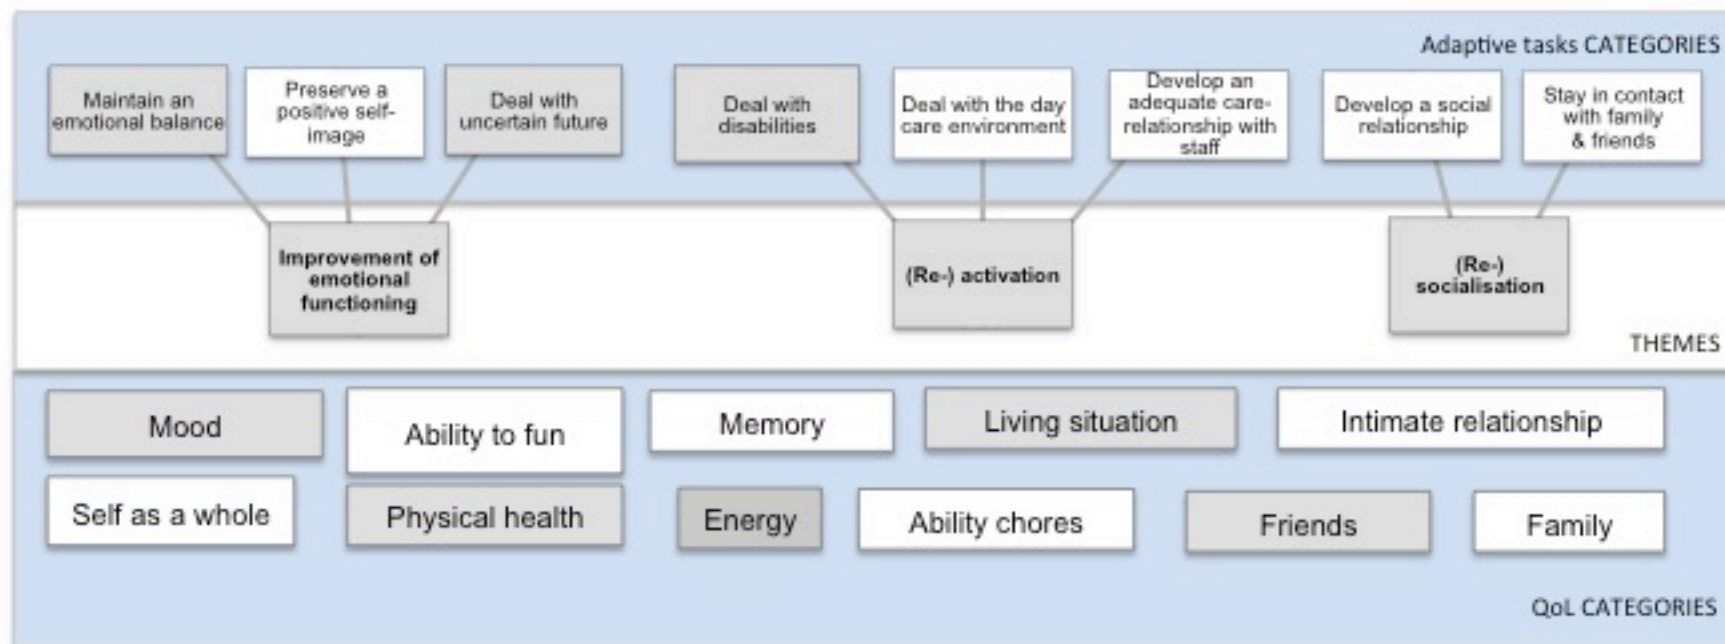 Adaptive tasks CATEGORIES
Maintain an
emotional balance
Preserve a
positive self-
image
Deal with
uncertain future
Deal with
disabilities
Deal with the day
care environment
Develop an
adequate care-
relationship with
staff
Develop a social
relationship
Stay in contact
with family
& friends
Improvement of
emotional
functioning
(Re-) activation
(Re-)
socialisation
THEMES
Mood
Ability to fun
Memory
Living situation
Intimate relationship
Self as a whole
Physical health
Energy
Ability chores
Friends
Family
QoL CATEGORIES